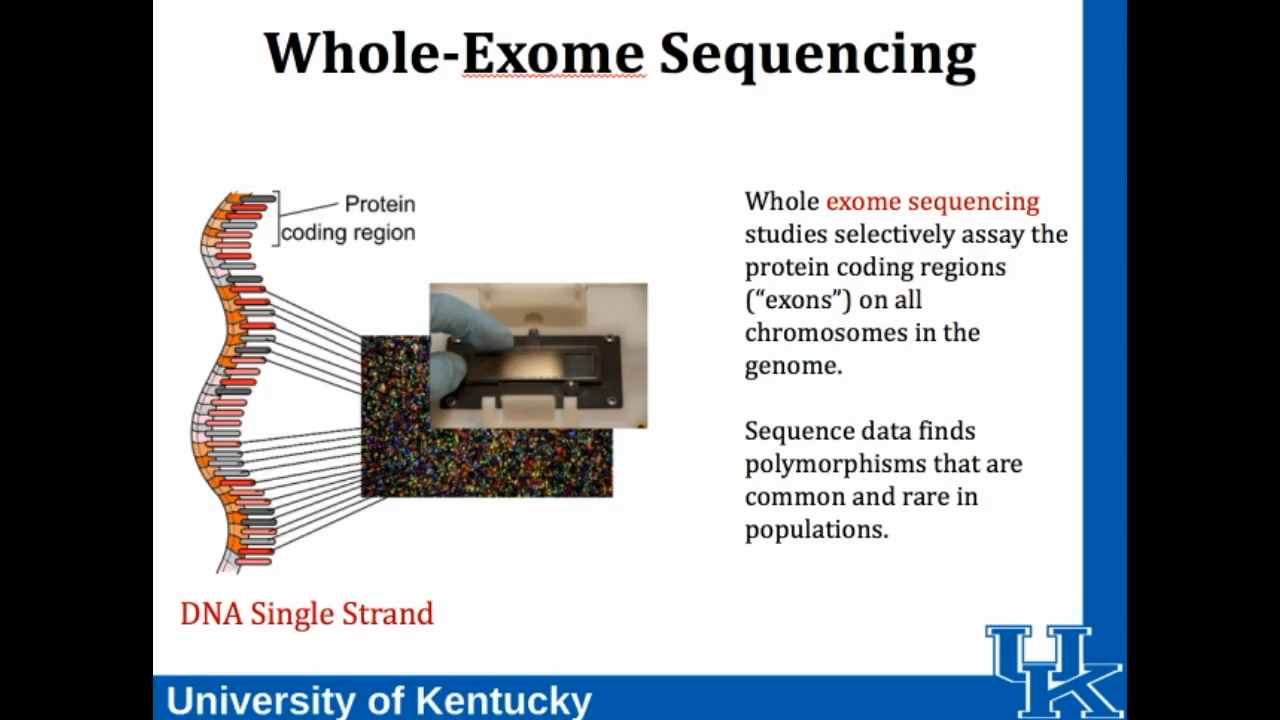 Whole-Exome Sequencing
Protein
coding region
Whole exome sequencing
studies selectively assay the
protein coding regions
(“exons”) on all
chromosomes in the
genome.
Sequence data finds
polymorphisms that are
common and rare in
populations.
DNA Single Strand
UK
University of Kentucky